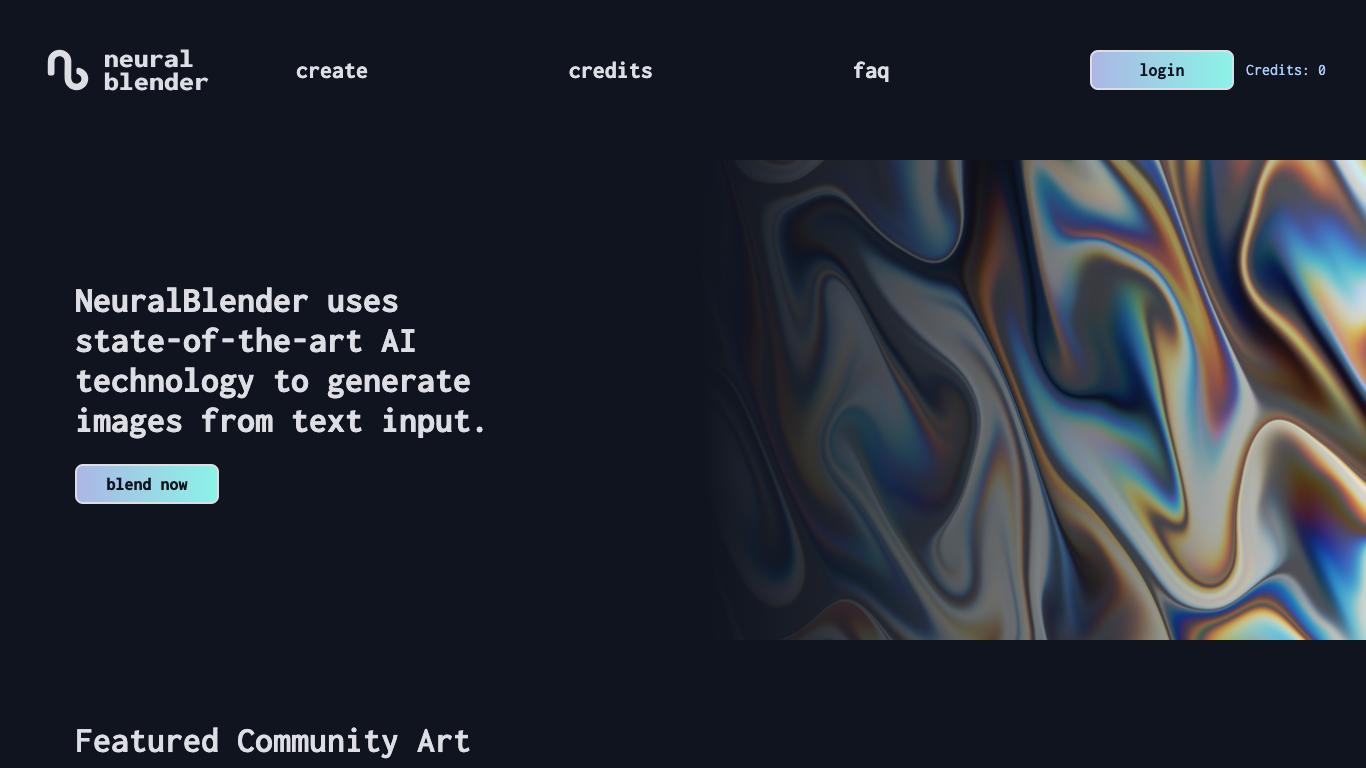 neural
blender
create
credits
faq
login
Credits: 0
NeuralBlender uses
state-of-the-art AI
technology to generate
images from text input.
blend now
Featured Community Art